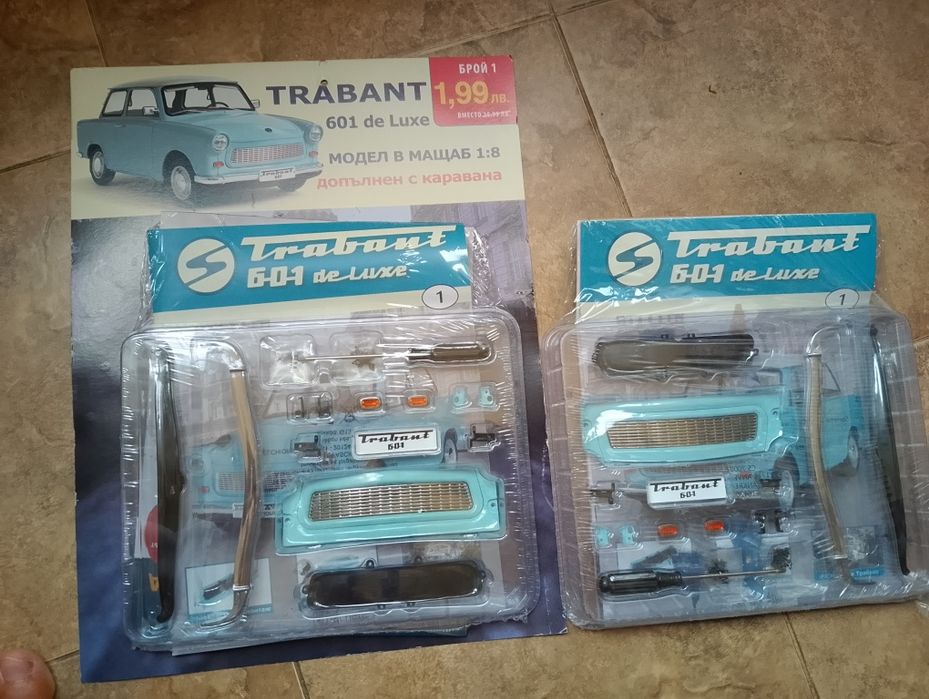 БРОЙ 1
1,99 ЛВ.
TRABANT
601 de Luxe
МОДЕЛ В МАЩАБ 1:8
допълнен с каравана
S Trabant
601 de Luxe
1
Trabant
601
S Trabant
601 de Luxe
1
Trabant
601